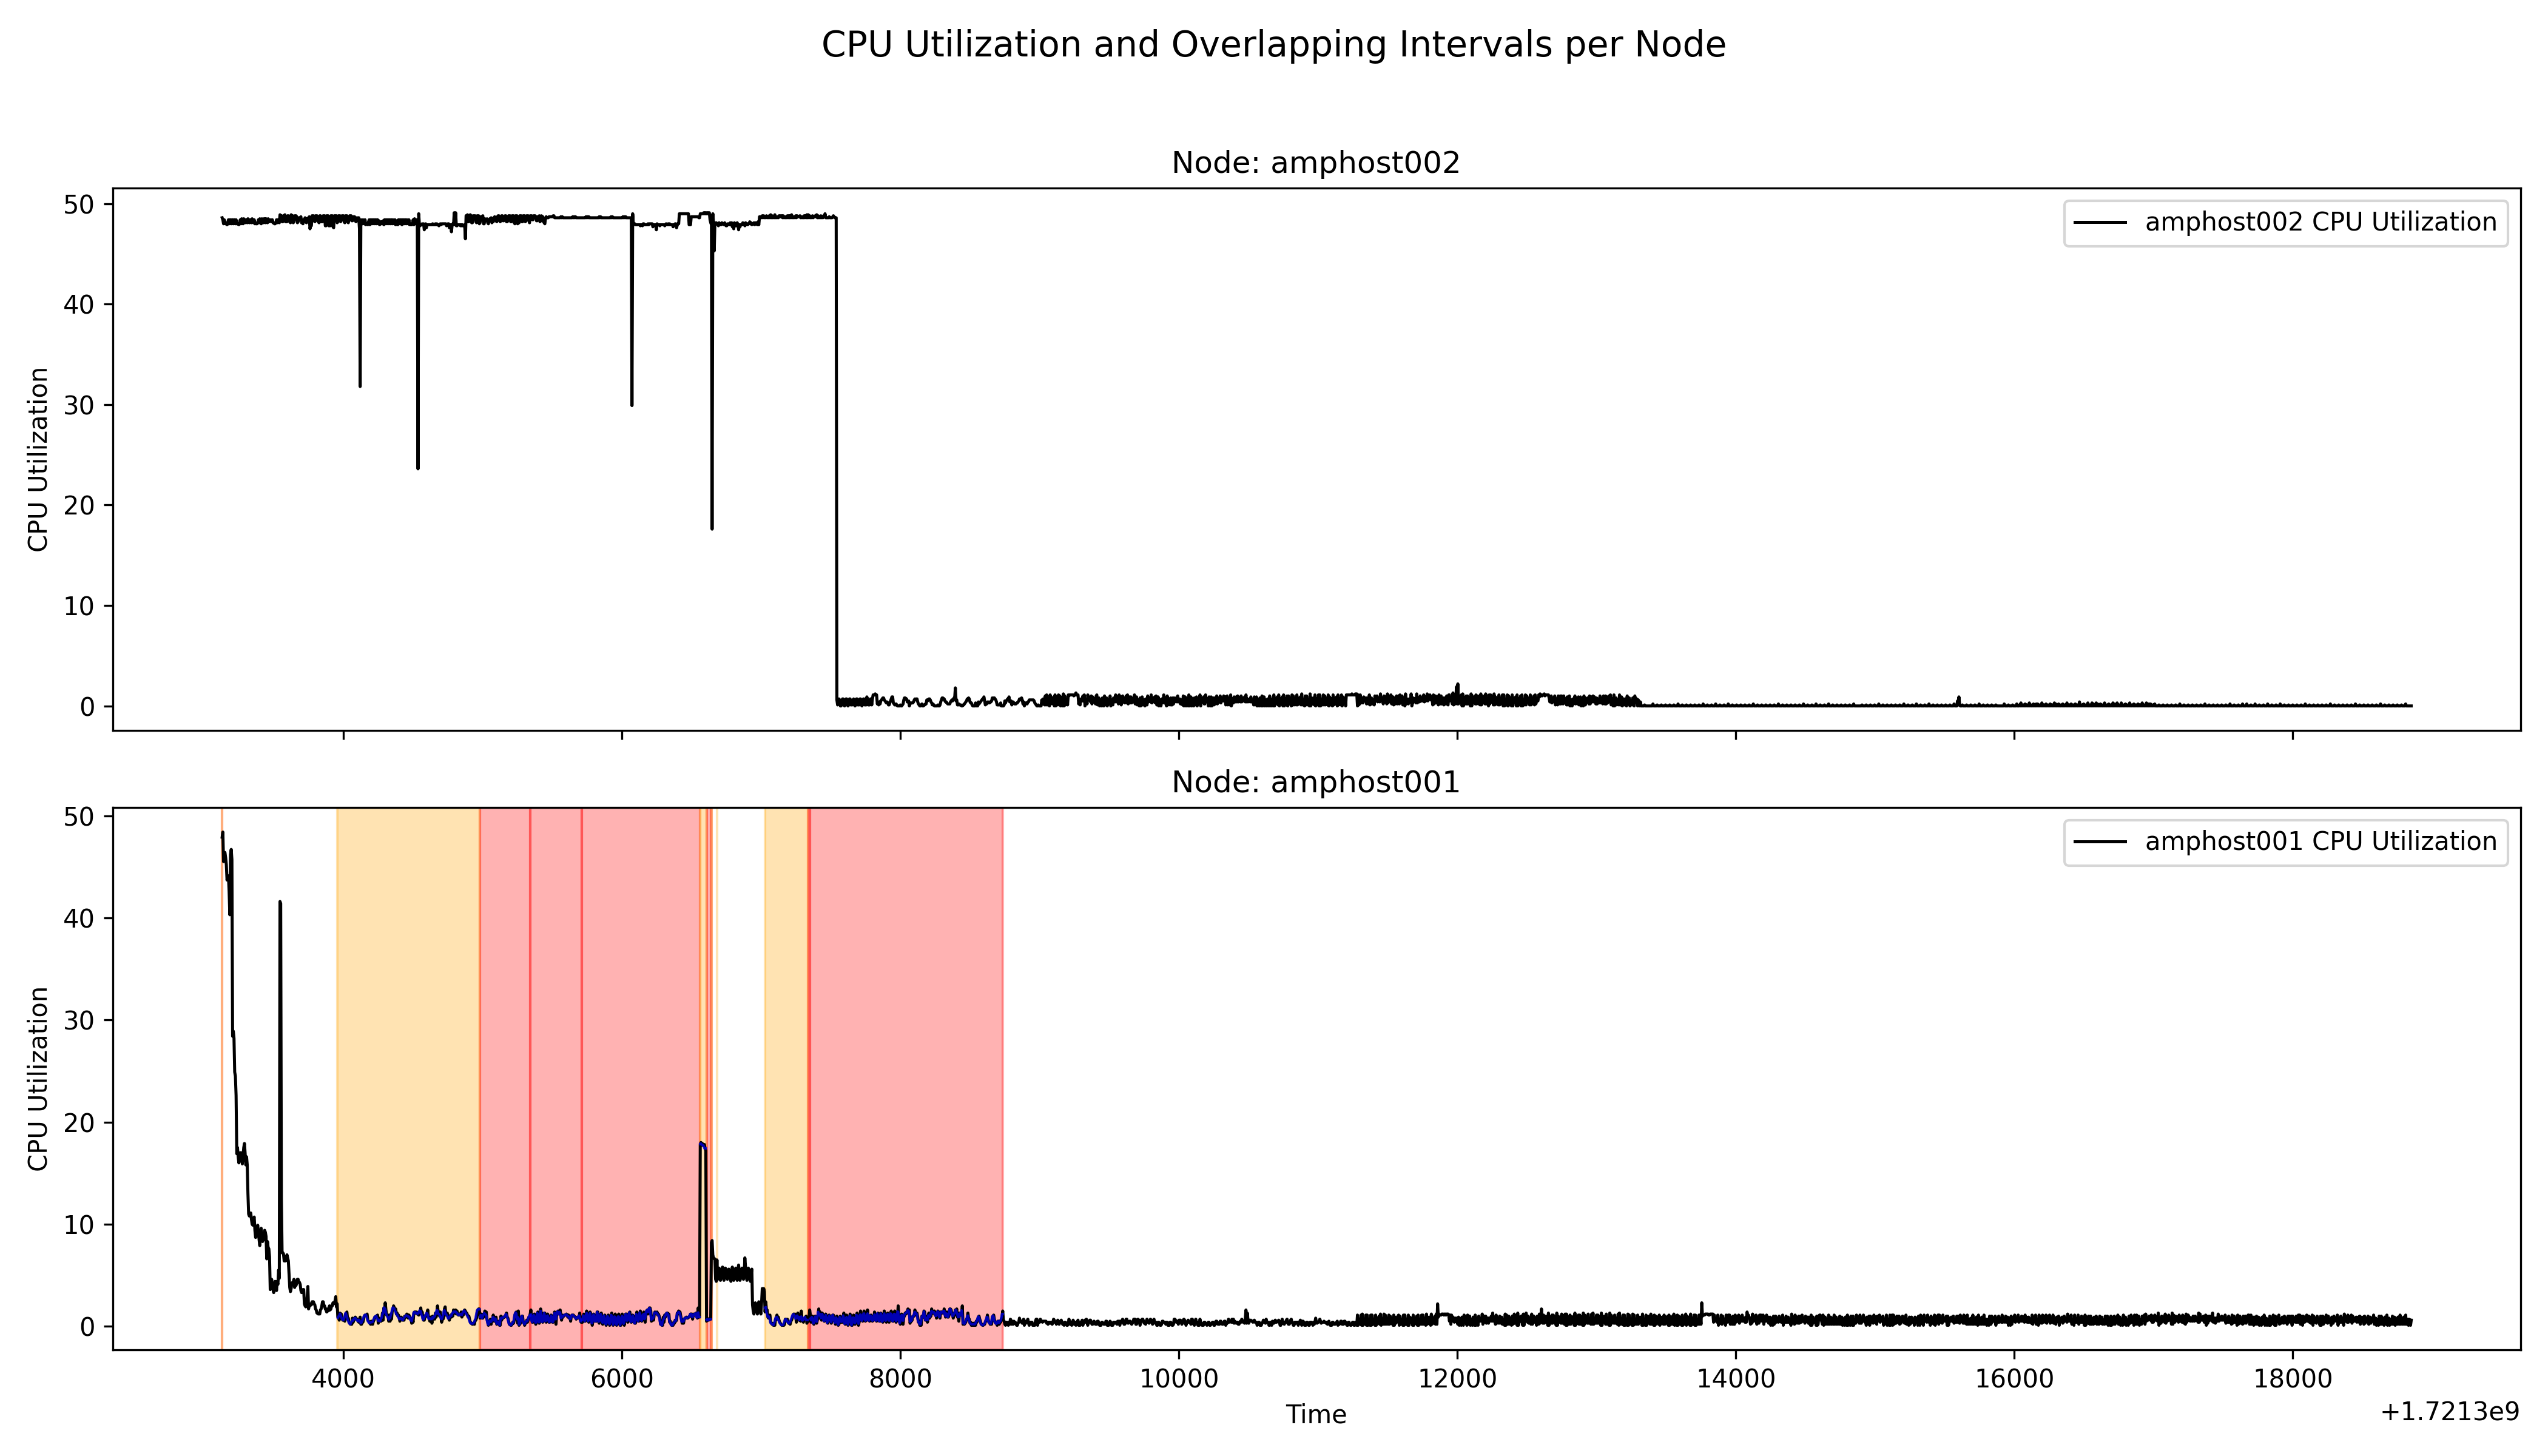 CPU Utilization and Overlapping Intervals per Node
Node: amphost002
50
40
30
20
10
0
CPU Utilization
amphost002 CPU Utilization
Node: amphost001
50
40
30
20
10
0
CPU Utilization
amphost001 CPU Utilization
4000 6000 8000 10000 12000 14000 16000 18000
Time
+1.7213e9